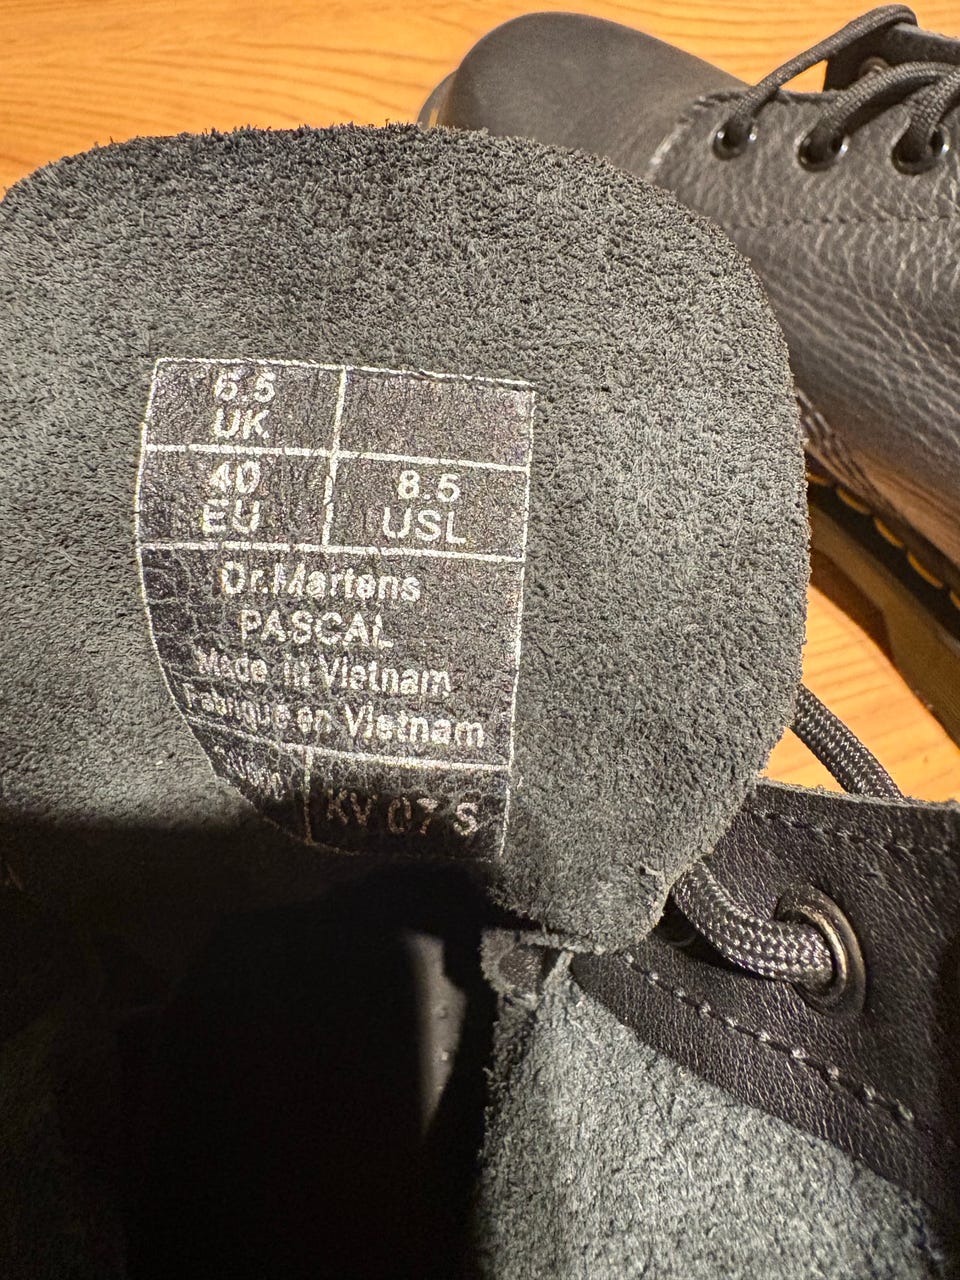 6.5
UK
40
EU
8.5
USL
Dr.Martens
PASCAL
Made in Vietnam
Fabriqué en Vietnam
KV 07 S